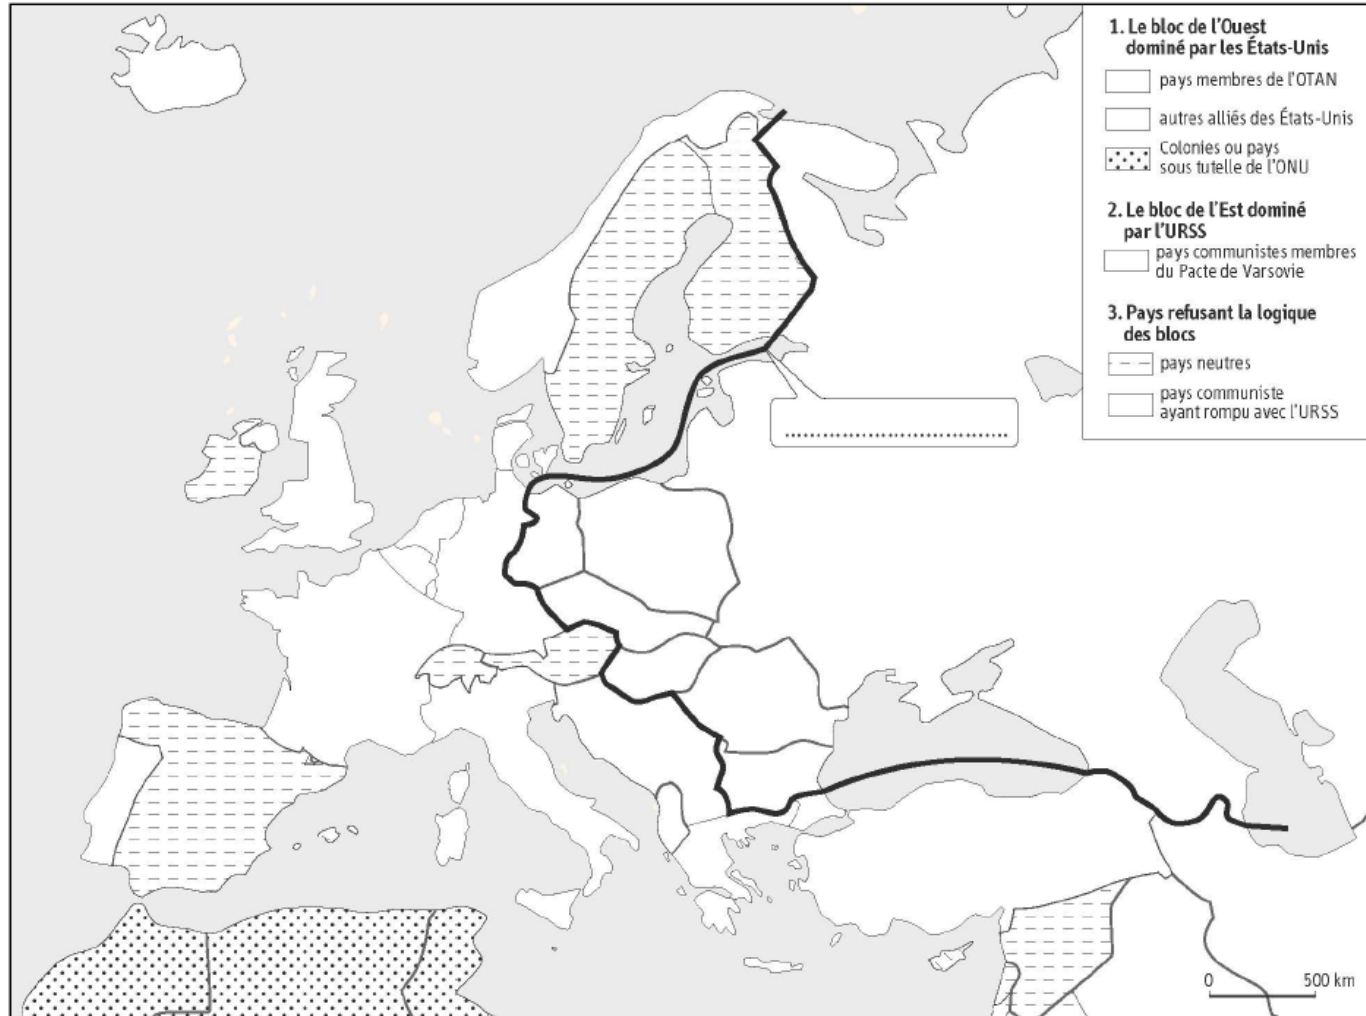 1. Le bloc de l'Ouest
dominé par les États-Unis
pays membres de l'OTAN
autres alliés des États-Unis
Colonies ou pays
sous tutelle de l'ONU
2. Le bloc de l'Est dominé
par l'URSS
pays communistes membres
du Pacte de Varsovie
3. Pays refusant la logique
des blocs
pays neutres
pays communiste
ayant rompu avec l'URSS
0 500 km